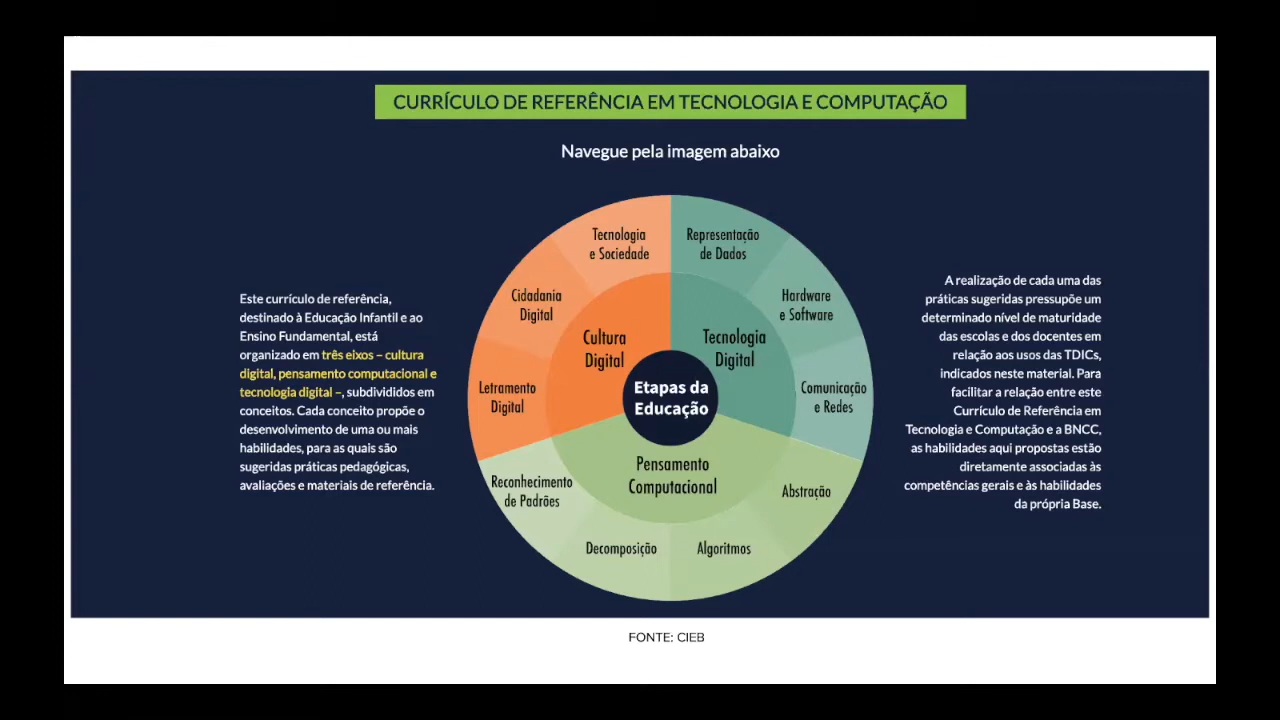 CURRÍCULO DE REFERÊNCIA EM TECNOLOGIA E COMPUTAÇÃO
Navegue pela imagem abaixo
Este currículo de referência,
destinado à Educação Infantil e ao
Ensino Fundamental, está
organizado em três eixos – cultura
digital, pensamento computacional e
tecnologia digital –, subdivididos em
conceitos. Cada conceito propõe o
desenvolvimento de uma ou mais
habilidades, para as quais são
sugeridas práticas pedagógicas,
avaliações e materiais de referência.
Tecnologia
e Sociedade
Representação
de Dados
Cidadania
Digital
Hardware
e Software
Cultura
Digital
Tecnologia
Digital
Letramento
Digital
Etapas da
Educação
Comunicação
e Redes
Pensamento
Computacional
Reconhecimento
de Padrões
Abstração
Decomposição
Algoritmos
A realização de cada uma das
práticas sugeridas pressupõe um
determinado nível de maturidade
das escolas e dos docentes em
relação aos usos das TDICs,
indicados neste material. Para
facilitar a relação entre este
Currículo de Referência em
Tecnologia e Computação e a BNCC,
as habilidades aqui propostas estão
diretamente associadas às
competências gerais e às habilidades
da própria Base.
FONTE: CIEB